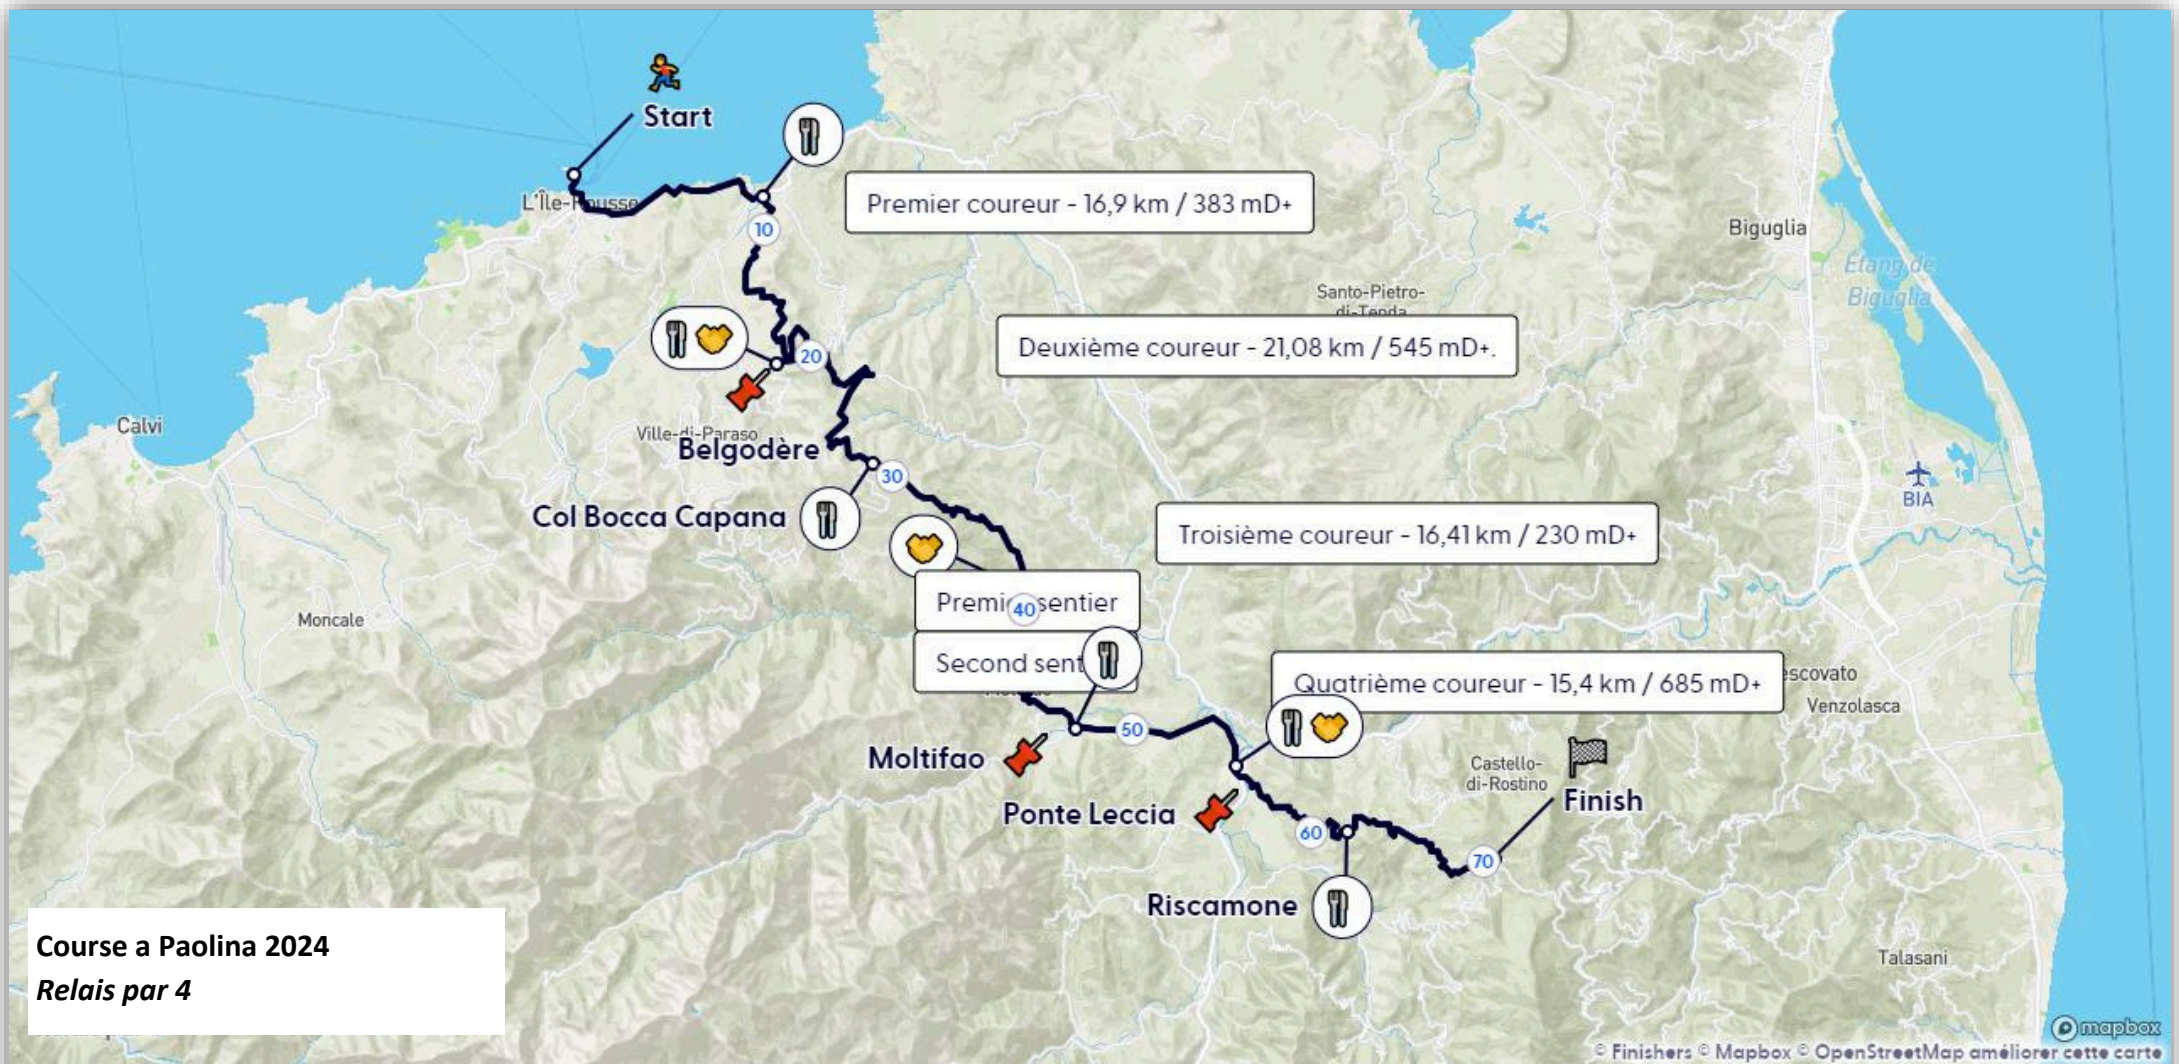 Start
L'Île-Rousse
10
Premier coureur - 16,9 km / 383 mD+
Biguglia
Étang de
Biguglia
Santo-Pietro-
di-Tenda
Deuxième coureur - 21,08 km / 545 mD+.
20
Calvi
Ville-di-Paraso
Belgodère
30
BIA
Col Bocca Capana
Troisième coureur - 16,41 km / 230 mD+
Premier sentier
40
Moncale
Second sent
Quatrième coureur - 15,4 km / 685 mD+
escovato
Venzolasca
50
Moltifao
Castello-
di-Rostino
Finish
Ponte Leccia
60
70
Riscamone
Course a Paolina 2024
Relais par 4
Talasani
mapbox
© Finishers © Mapbox © OpenStreetMap améliorer cette carte